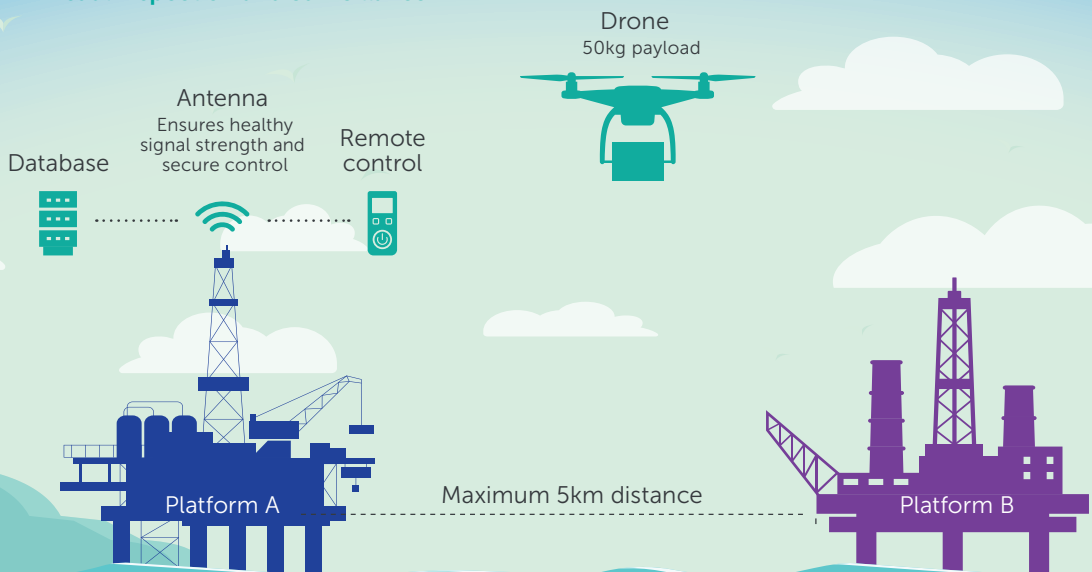 Drone
50kg payload
Antenna
Ensures healthy
signal strength and
secure control
Database
Remote
control
Platform A
Maximum 5km distance
Platform B